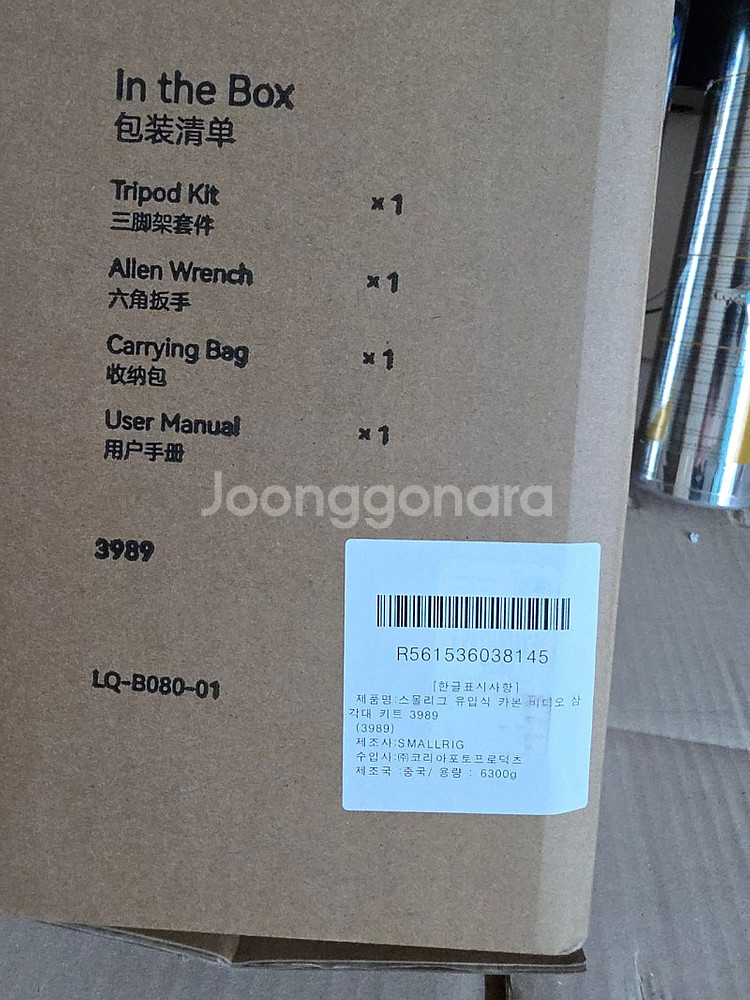 In the Box
包装清单
Tripod Kit ×1
三脚架套件
Allen Wrench ×1
六角扳手
Carrying Bag ×1
收纳包
User Manual ×1
用户手册
Joonggonara
3989
LQ-B080-01
R561536038145
[한글표시사항]
제품명:스몰리그 유압식 카본 비디오 삼
각대 키트 3989
(3989)
제조사:SMALLRIG
수입사:㈜코리아포토프로덕츠
제조국 :중국/ 용량 : 6300g